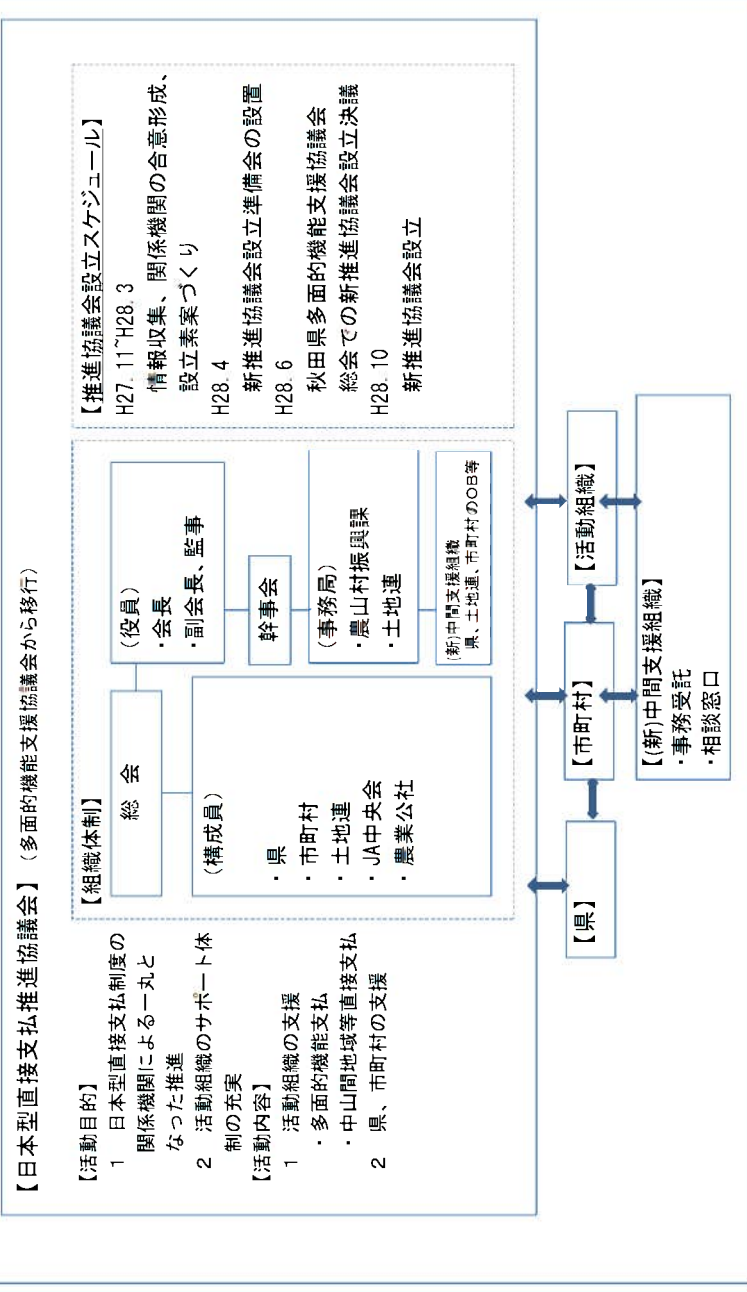 【日本型直接支払推進協議会】（多面的機能支援協議会から移行）
【活動目的】
1 日本型直接支払制度の
関係機関による一丸と
なった推進
2 活動組織のサポート体
制の充実
【活動内容】
1 活動組織の支援
・多面的機能支払
・中山間地域等直接支払
2 県、市町村の支援
【組織体制】
総 会
(構成員)
・県
・市町村
・土地連
・JA中央会
・農業公社
(役員)
・会長
・副会長、監事
幹事会
(事務局)
・農山村振興課
・土地連
(新)中間支援組織
県、土地連、市町村のOB等
【推進協議会設立スケジュール】
H27.11~H28.3
情報収集、関係機関の合意形成、
設立素案づくり
H28.4
新推進協議会設立準備会の設置
H28.6
秋田県多面的機能支援協議会
総会での新推進協議会設立決議
H28.10
新推進協議会設立
【県】
【市町村】
【活動組織】
【(新)中間支援組織】
・事務受託
・相談窓口